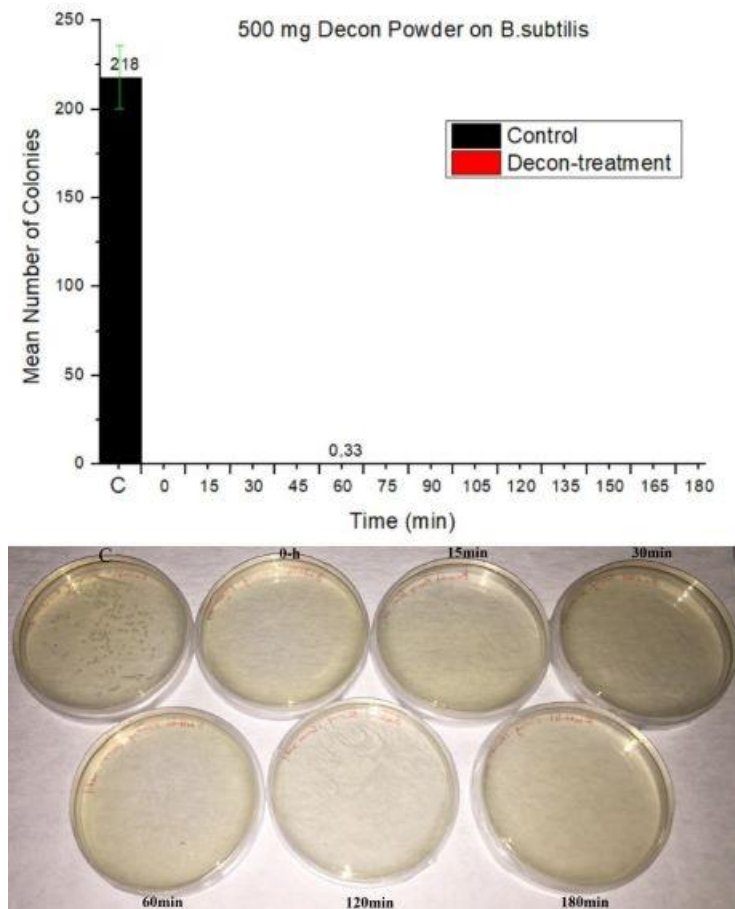 500 mg Decon Powder on B.subtilis
250
218
200
150
100
50
0
Mean Number of Colonies
Control
Decon-treatment
0,33
C 0 15 30 45 60 75 90 105 120 135 150 165 180
Time (min)
C 0-h 15min 30min
60min 120min 180min